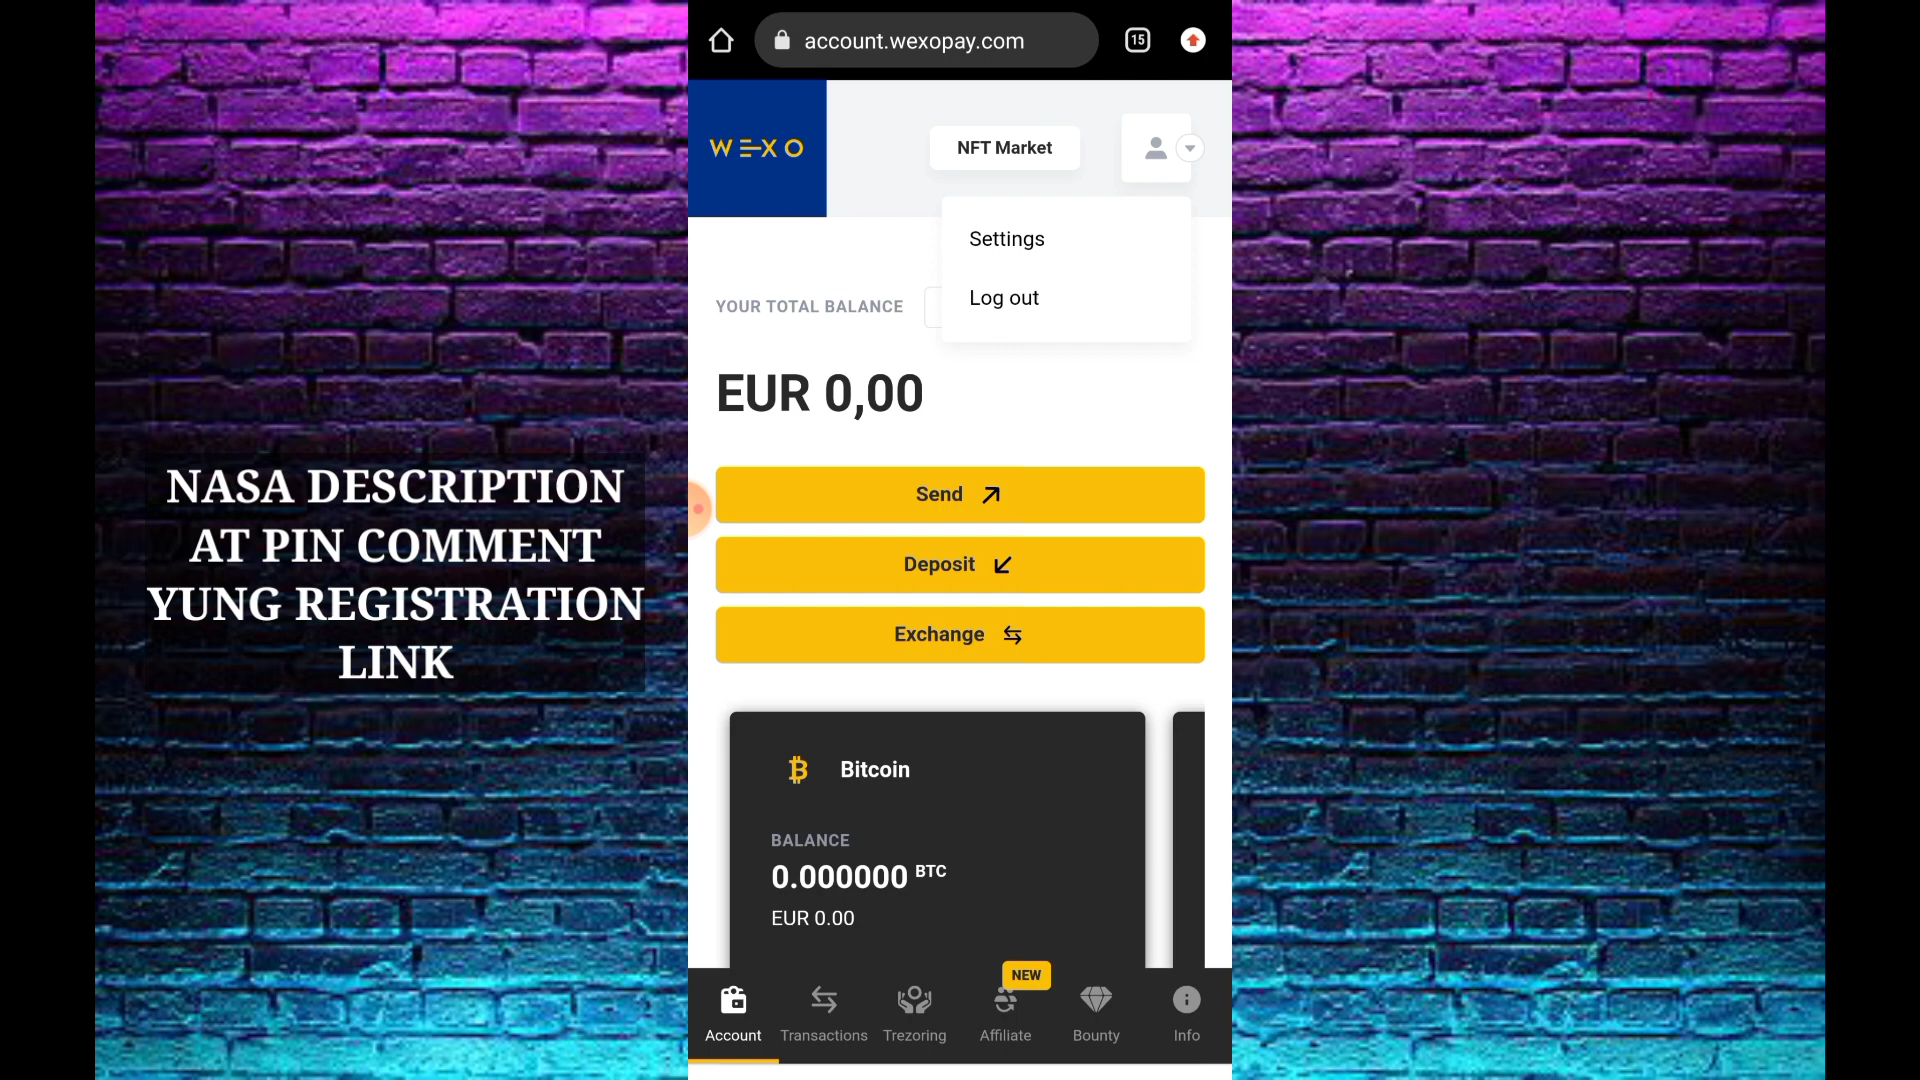 15
account.wexopay.com
WEXO
NFT Market
Settings
Log out
YOUR TOTAL BALANCE
EUR 0,00
Send
Deposit
Exchange
NASA DESCRIPTION
AT PIN COMMENT
YUNG REGISTRATION
LINK
Bitcoin
BALANCE
0.000000 BTC
EUR 0.00
NEW
Account
Transactions
Trezoring
Affiliate
Bounty
Info